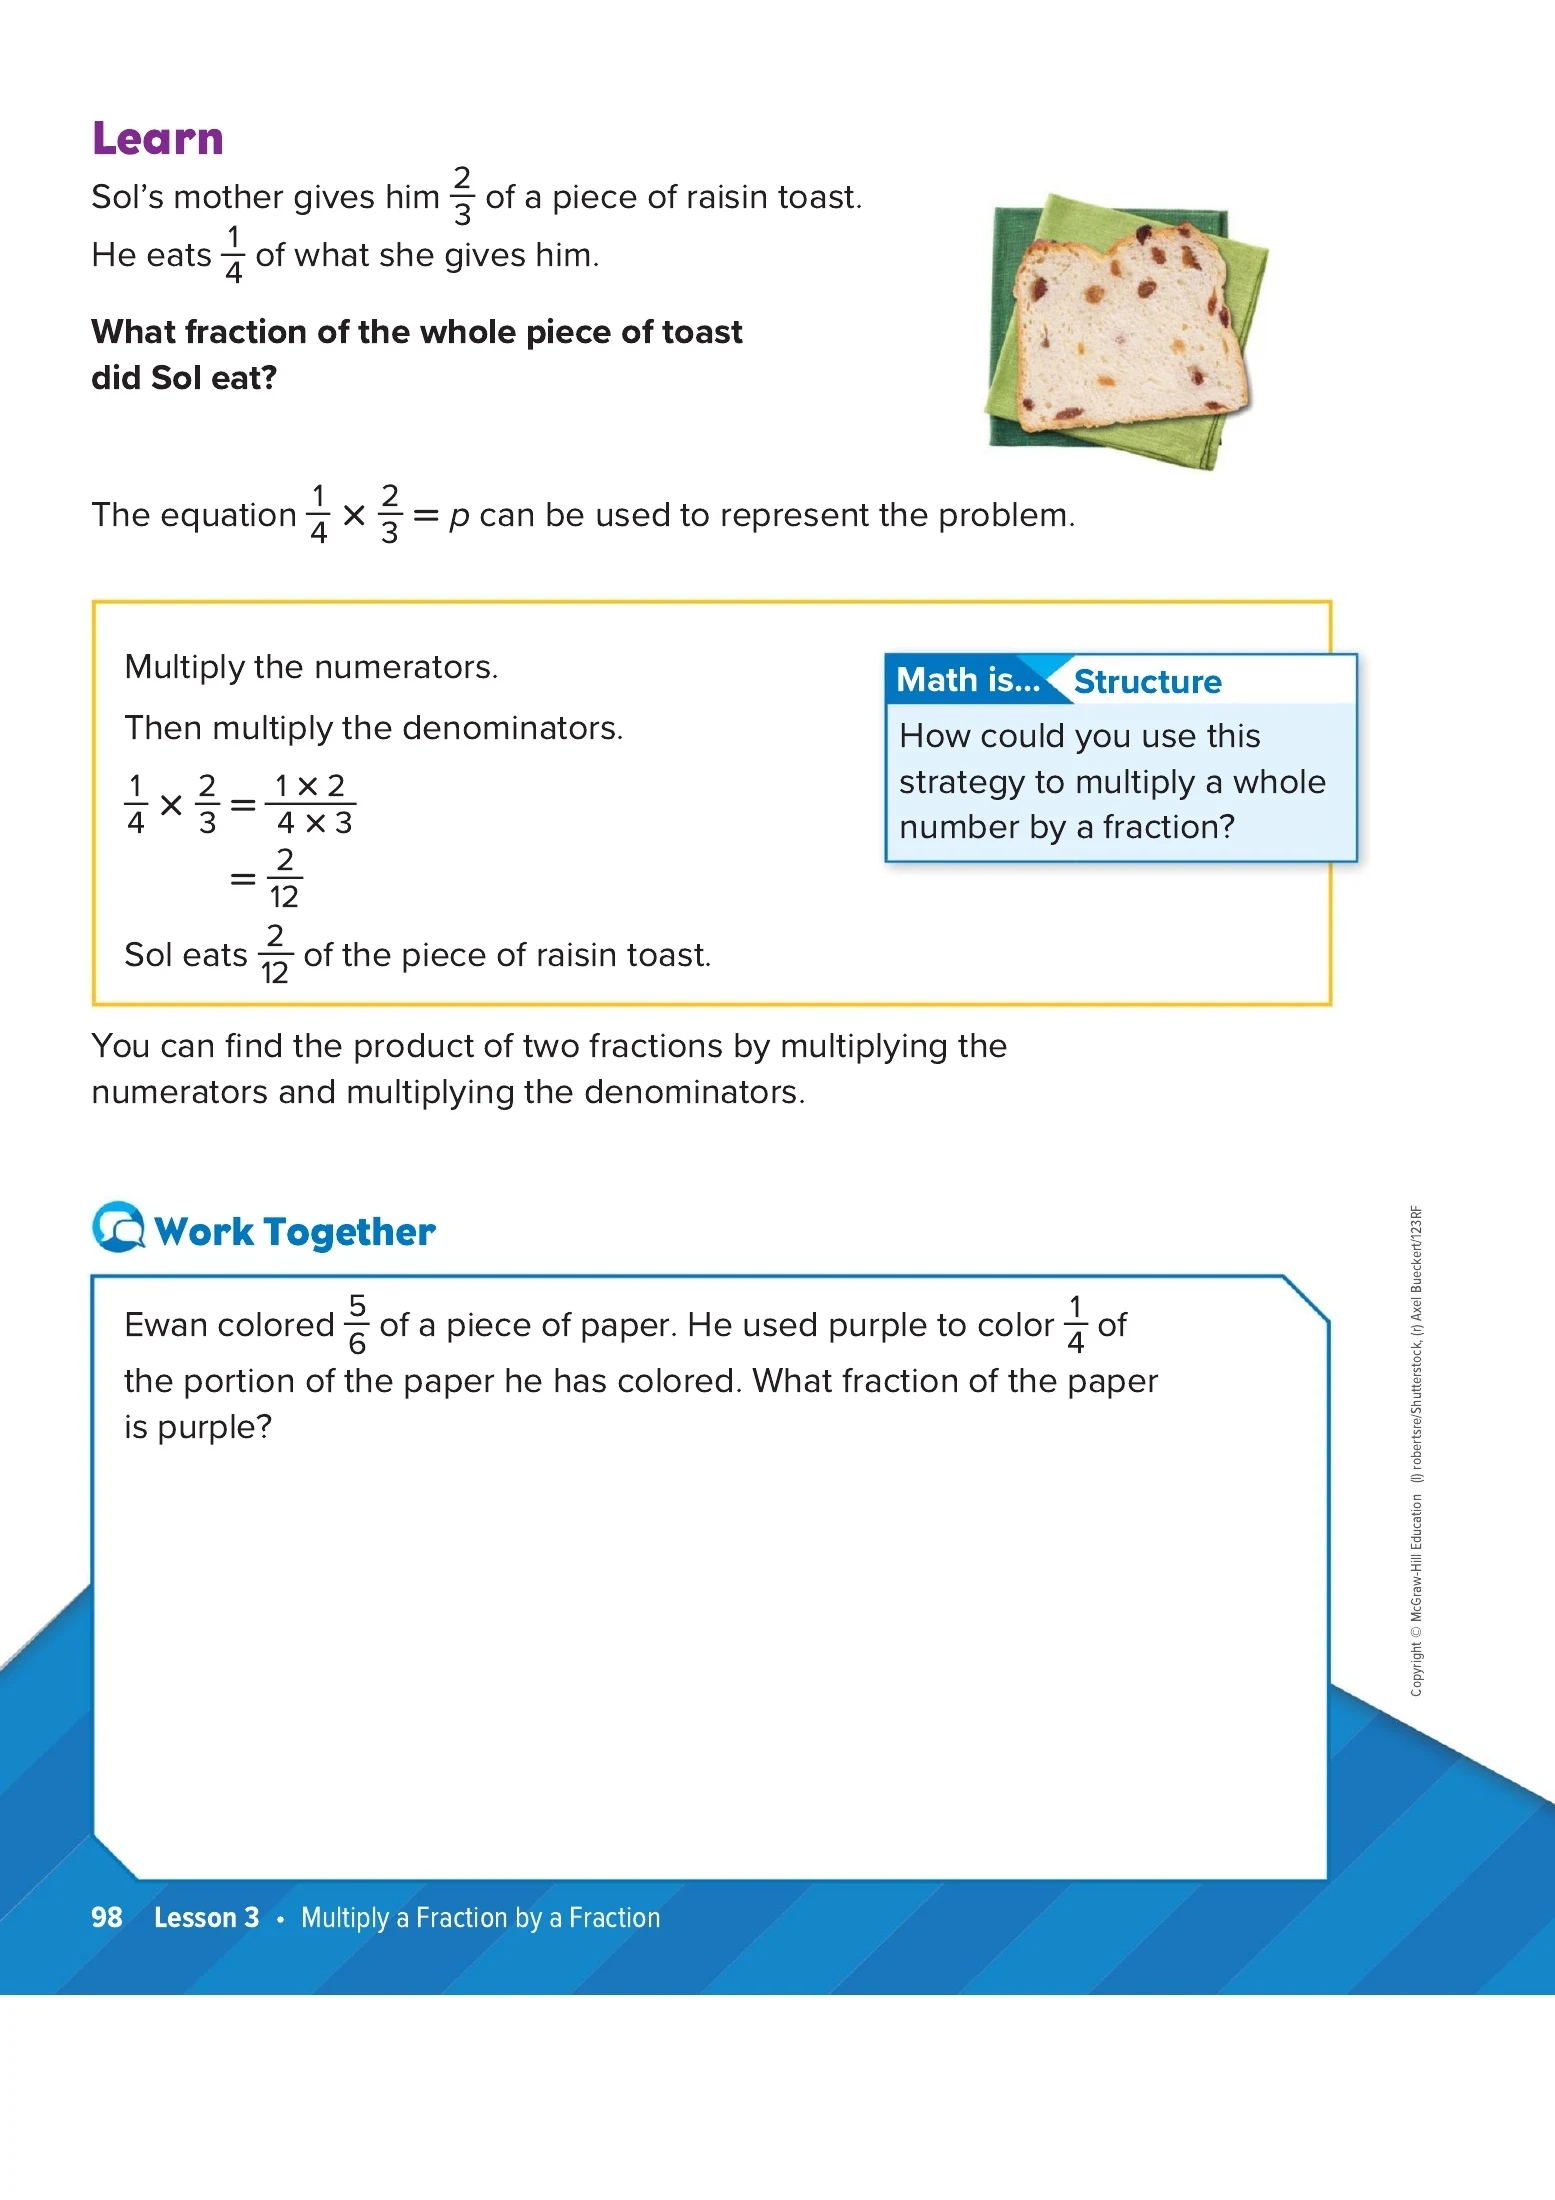 Learn
Sol’s mother gives him 2/3 of a piece of raisin toast.
He eats 1/4 of what she gives him.
What fraction of the whole piece of toast
did Sol eat?
The equation 1/4 × 2/3 = p can be used to represent the problem.
Multiply the numerators.
Then multiply the denominators.
1/4 × 2/3 = 1 × 2/4 × 3
= 2/12
Sol eats 2/12 of the piece of raisin toast.
Math is... Structure
How could you use this
strategy to multiply a whole
number by a fraction?
You can find the product of two fractions by multiplying the
numerators and multiplying the denominators.
Work Together
Ewan colored 5/6 of a piece of paper. He used purple to color 1/4 of
the portion of the paper he has colored. What fraction of the paper
is purple?
Copyright © McGraw-Hill Education (l) robertsre/Shutterstock, (r) Axel Bueckert/123RF
98 Lesson 3 • Multiply a Fraction by a Fraction